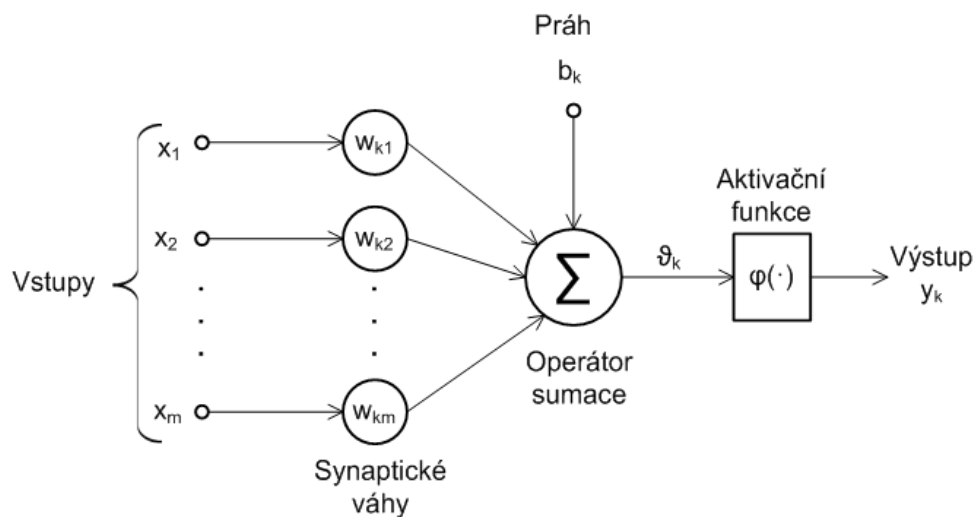 Práh
b_k
x_1
w_k1
Aktivační
funkce
x_2
w_k2
Vstupy
Σ
ϑ_k
φ(·)
Výstup
y_k
Operátor
sumace
x_m
w_km
Synaptické
váhy